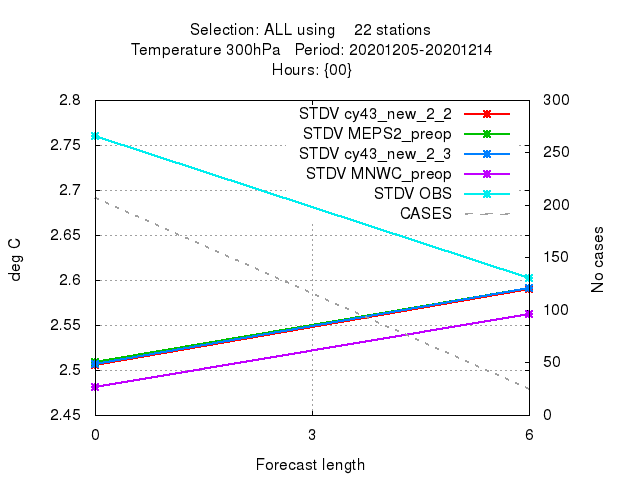 Selection: ALL using 22 stations
Temperature 300hPa Period: 20201205-20201214
Hours: {00}
2.8 300
STDV cy43_new_2_2
2.75 STDV MEPS2_preop 250
STDV cy43_new_2_3
STDV MNWC_preop
2.7 STDV OBS 200
CASES
2.65
deg C 2.6 150 No cases
2.55 100
2.5 50
2.45 0
0 3 6
Forecast length